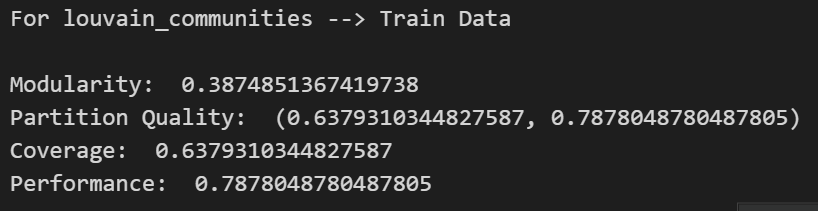 For louvain_communities --> Train Data
Modularity:  0.3874851367419738
Partition Quality:  (0.6379310344827587, 0.7878048780487805)
Coverage:  0.6379310344827587
Performance:  0.7878048780487805